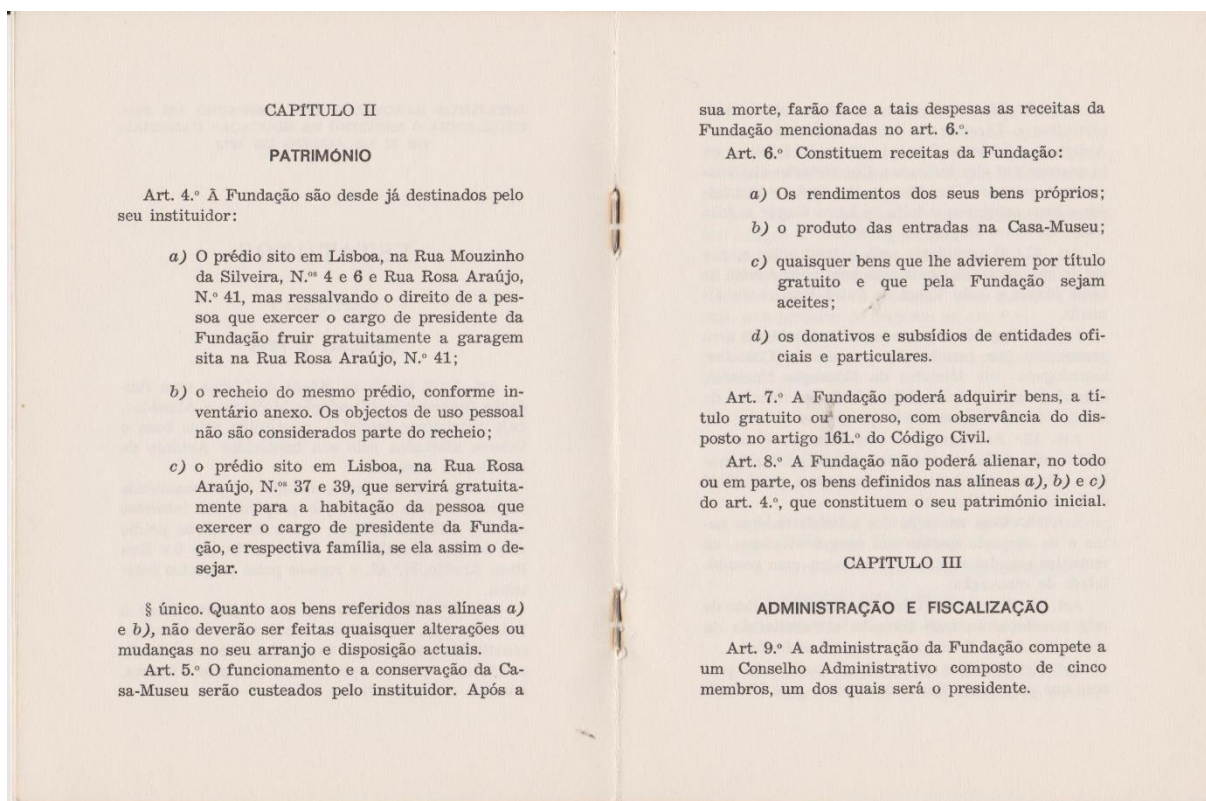 CAPÍTULO II
PATRIMÓNIO
Art. 4.º À Fundação são desde já destinados pelo
seu instituidor:
a) O prédio sito em Lisboa, na Rua Mouzinho
da Silveira, N.ºs 4 e 6 e Rua Rosa Araújo,
N.º 41, mas ressalvando o direito de a pes-
soa que exercer o cargo de presidente da
Fundação fruir gratuitamente a garagem
sita na Rua Rosa Araújo, N.º 41;
b) o recheio do mesmo prédio, conforme in-
ventário anexo. Os objectos de uso pessoal
não são considerados parte do recheio;
c) o prédio sito em Lisboa, na Rua Rosa
Araújo, N.ºs 37 e 39, que servirá gratuita-
mente para a habitação da pessoa que
exercer o cargo de presidente da Funda-
ção, e respectiva família, se ela assim o de-
sejar.
§ único. Quanto aos bens referidos nas alíneas a)
e b), não deverão ser feitas quaisquer alterações ou
mudanças no seu arranjo e disposição actuais.
Art. 5.º O funcionamento e a conservação da Ca-
sa-Museu serão custeados pelo instituidor. Após a
sua morte, farão face a tais despesas as receitas da
Fundação mencionadas no art. 6.º.
Art. 6.º Constituem receitas da Fundação:
a) Os rendimentos dos seus bens próprios;
b) o produto das entradas na Casa-Museu;
c) quaisquer bens que lhe advierem por título
gratuito e que pela Fundação sejam
aceites;
d) os donativos e subsídios de entidades ofi-
ciais e particulares.
Art. 7.º A Fundação poderá adquirir bens, a tí-
tulo gratuito ou oneroso, com observância do dis-
posto no artigo 161.º do Código Civil.
Art. 8.º A Fundação não poderá alienar, no todo
ou em parte, os bens definidos nas alíneas a), b) e c)
do art. 4.º, que constituem o seu património inicial.
CAPÍTULO III
ADMINISTRAÇÃO E FISCALIZAÇÃO
Art. 9.º A administração da Fundação compete a
um Conselho Administrativo composto de cinco
membros, um dos quais será o presidente.